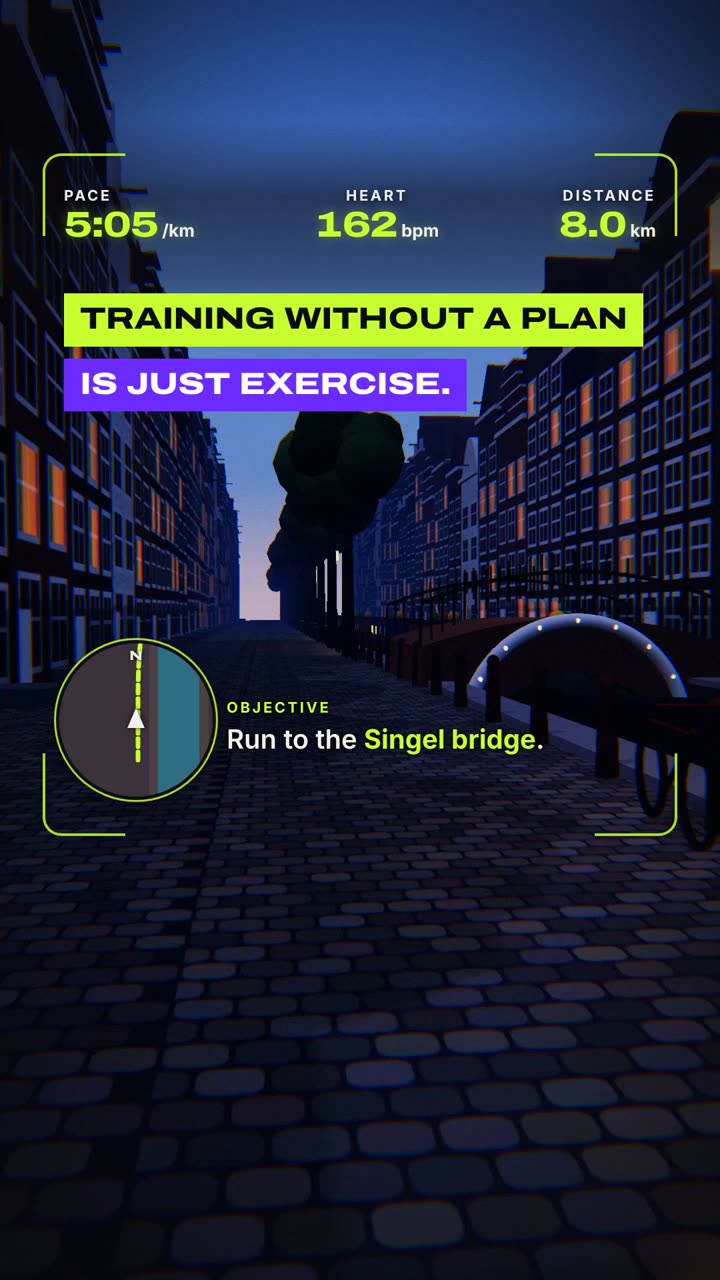 PACE HEART DISTANCE
5:05 /km 162 bpm 8.0 km
TRAINING WITHOUT A PLAN
IS JUST EXERCISE.
N
OBJECTIVE
Run to the Singel bridge.